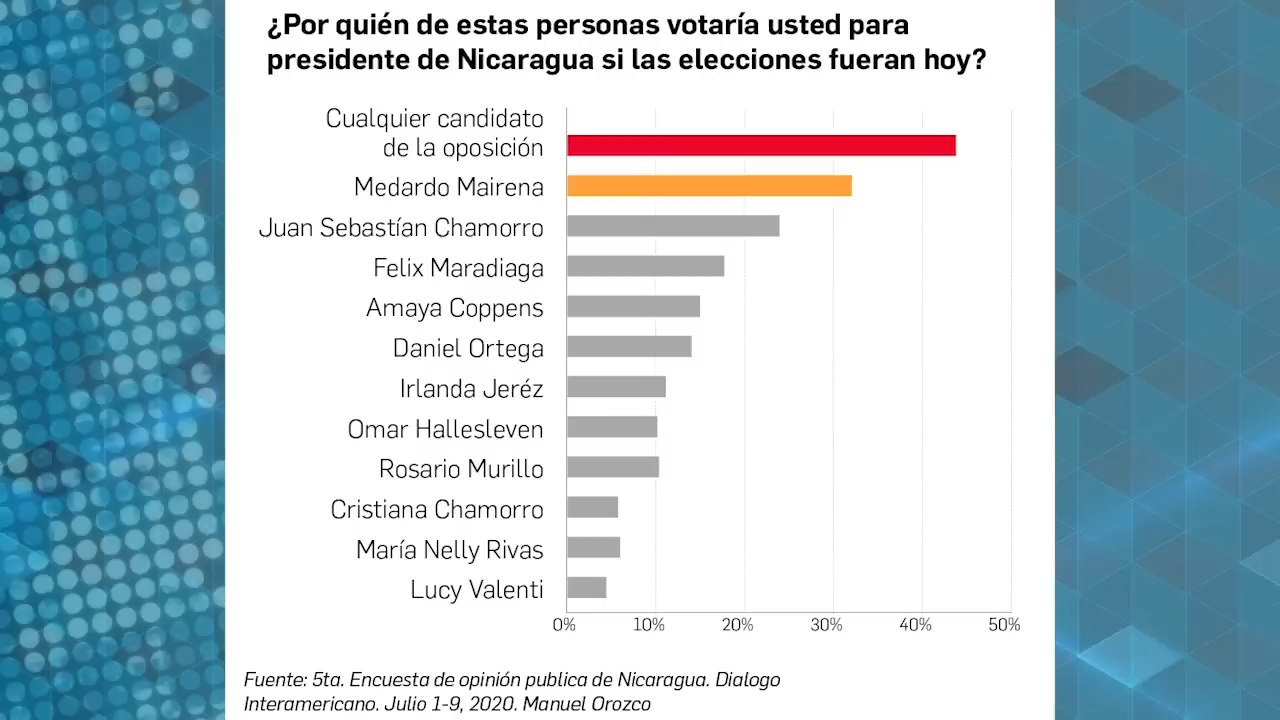 ¿Por quién de estas personas votaría usted para
presidente de Nicaragua si las elecciones fueran hoy?
Cualquier candidato
de la oposición
Medardo Mairena
Juan Sebastían Chamorro
Felix Maradiaga
Amaya Coppens
Daniel Ortega
Irlanda Jeréz
Omar Hallesleven
Rosario Murillo
Cristiana Chamorro
María Nelly Rivas
Lucy Valenti
0% 10% 20% 30% 40% 50%
Fuente: 5ta. Encuesta de opinión publica de Nicaragua. Dialogo
Interamericano. Julio 1-9, 2020. Manuel Orozco